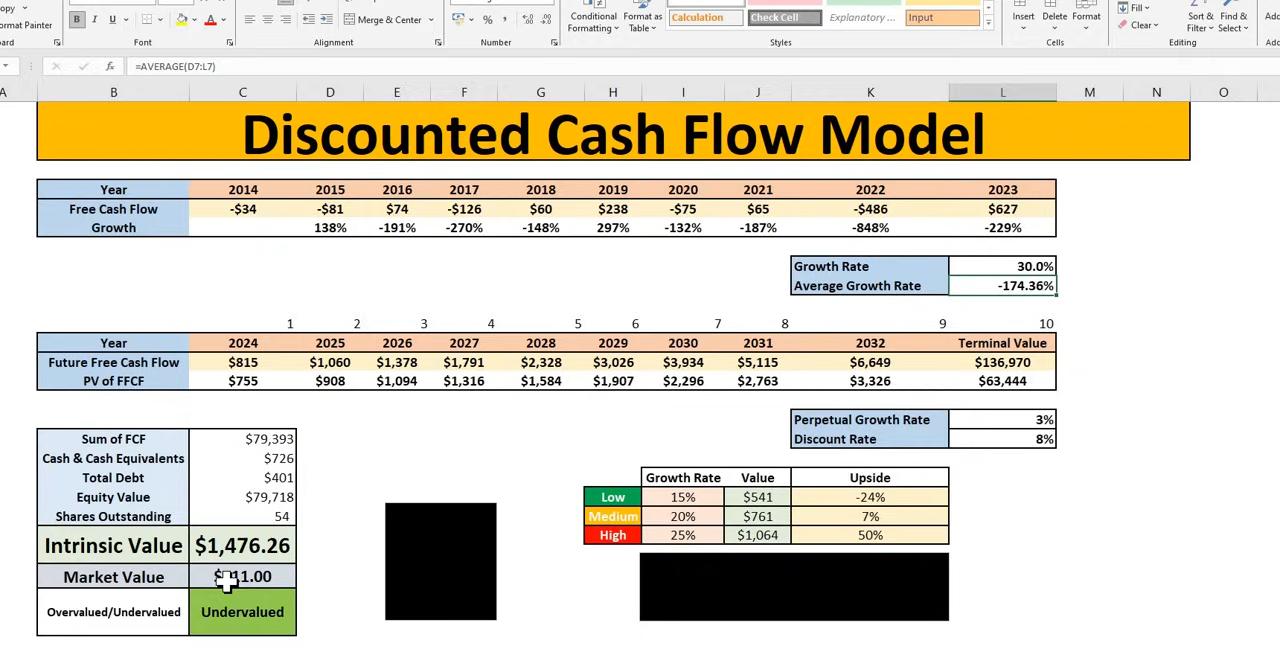 opy
ormat Painter
B I U A
Merge & Center
$ % ,
Conditional Formatting
Format as Table
Calculation
Check Cell
Explanatory ...
Input
Insert
Delete
Format
Fill
Clear
Sort & Filter
Find & Select
Add
Add
oard
Font
Alignment
Number
Styles
Cells
Editing
Adc
fx =AVERAGE(D7:L7)
A B C D E F G H I J K L M N O
Discounted Cash Flow Model
Year 2014 2015 2016 2017 2018 2019 2020 2021 2022 2023
Free Cash Flow -$34 -$81 $74 -$126 $60 $238 -$75 $65 -$486 $627
Growth 138% -191% -270% -148% 297% -132% -187% -848% -229%
Growth Rate 30.0%
Average Growth Rate -174.36%
1 2 3 4 5 6 7 8 9 10
Year 2024 2025 2026 2027 2028 2029 2030 2031 2032 Terminal Value
Future Free Cash Flow $815 $1,060 $1,378 $1,791 $2,328 $3,026 $3,934 $5,115 $6,649 $136,970
PV of FFCF $755 $908 $1,094 $1,316 $1,584 $1,907 $2,296 $2,763 $3,326 $63,444
Perpetual Growth Rate 3%
Discount Rate 8%
Sum of FCF $79,393
Cash & Cash Equivalents $726
Total Debt $401
Equity Value $79,718
Shares Outstanding 54
Intrinsic Value $1,476.26
Market Value
Overvalued/Undervalued Undervalued
Growth Rate Value Upside
Low 15% $541 -24%
Medium 20% $761 7%
High 25% $1,064 50%